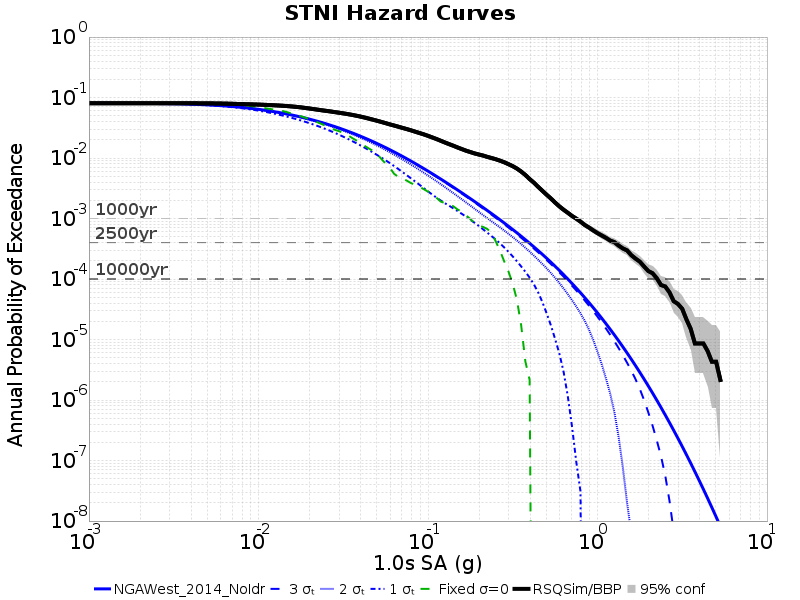 STNI Hazard Curves
Annual Probability of Exceedance
10^0
10^-1
10^-2
10^-3
10^-4
10^-5
10^-6
10^-7
10^-8
1000yr
2500yr
10000yr
10^-3 10^-2 10^-1 10^0 10^1
1.0s SA (g)
NGAWest_2014_NoIdr 3 σₜ 2 σₜ 1 σₜ Fixed σ=0 RSQSim/BBP 95% conf